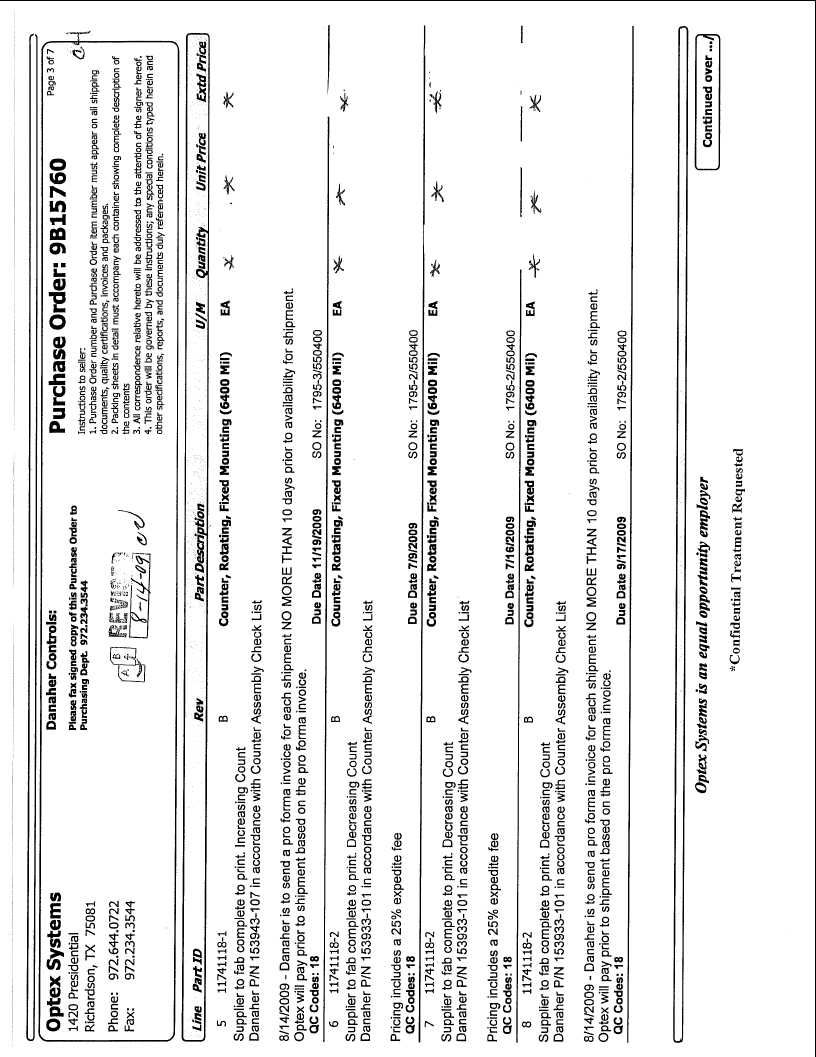 Optex Systems
1420 Presidential
Richardson, TX 75081
Phone: 972.644.0722
Fax: 972.234.3544
Danaher Controls:
Please fax signed copy of this Purchase Order to
Purchasing Dept. 972.234.3544
A B
8-14-09
Purchase Order: 9B15760
Page 3 of 7
Instructions to seller:
1. Purchase Order number and Purchase Order item number must appear on all shipping
documents, quality certifications, invoices and packages.
2. Packing sheets in detail must accompany each container showing complete description of
the contents
3. All correspondence relative hereto will be addressed to the attention of the signer hereof.
4. This order will be governed by these instructions; any special conditions typed herein and
other specifications, reports, and documents duly referenced herein.
Line Part ID Rev Part Description U/M Quantity Unit Price Extd Price
5 11741118-1 B Counter, Rotating, Fixed Mounting (6400 Mil) EA * * *
Supplier to fab complete to print. Increasing Count
Danaher P/N 153943-107 in accordance with Counter Assembly Check List
8/14/2009 - Danaher is to send a pro forma invoice for each shipment NO MORE THAN 10 days prior to availability for shipment.
Optex will pay prior to shipment based on the pro forma invoice.
QC Codes: 18 Due Date 11/19/2009 SO No: 1795-3/550400
6 11741118-2 B Counter, Rotating, Fixed Mounting (6400 Mil) EA * * *
Supplier to fab complete to print. Decreasing Count
Danaher P/N 153933-101 in accordance with Counter Assembly Check List
Pricing includes a 25% expedite fee
QC Codes: 18 Due Date 7/9/2009 SO No: 1795-2/550400
7 11741118-2 B Counter, Rotating, Fixed Mounting (6400 Mil) EA * * *
Supplier to fab complete to print. Decreasing Count
Danaher P/N 153933-101 in accordance with Counter Assembly Check List
Pricing includes a 25% expedite fee
QC Codes: 18 Due Date 7/16/2009 SO No: 1795-2/550400
8 11741118-2 B Counter, Rotating, Fixed Mounting (6400 Mil) EA * * *
Supplier to fab complete to print. Decreasing Count
Danaher P/N 153933-101 in accordance with Counter Assembly Check List
8/14/2009 - Danaher is to send a pro forma invoice for each shipment NO MORE THAN 10 days prior to availability for shipment.
Optex will pay prior to shipment based on the pro forma invoice.
QC Codes: 18 Due Date 9/17/2009 SO No: 1795-2/550400
Optex Systems is an equal opportunity employer
Continued over .../
*Confidential Treatment Requested